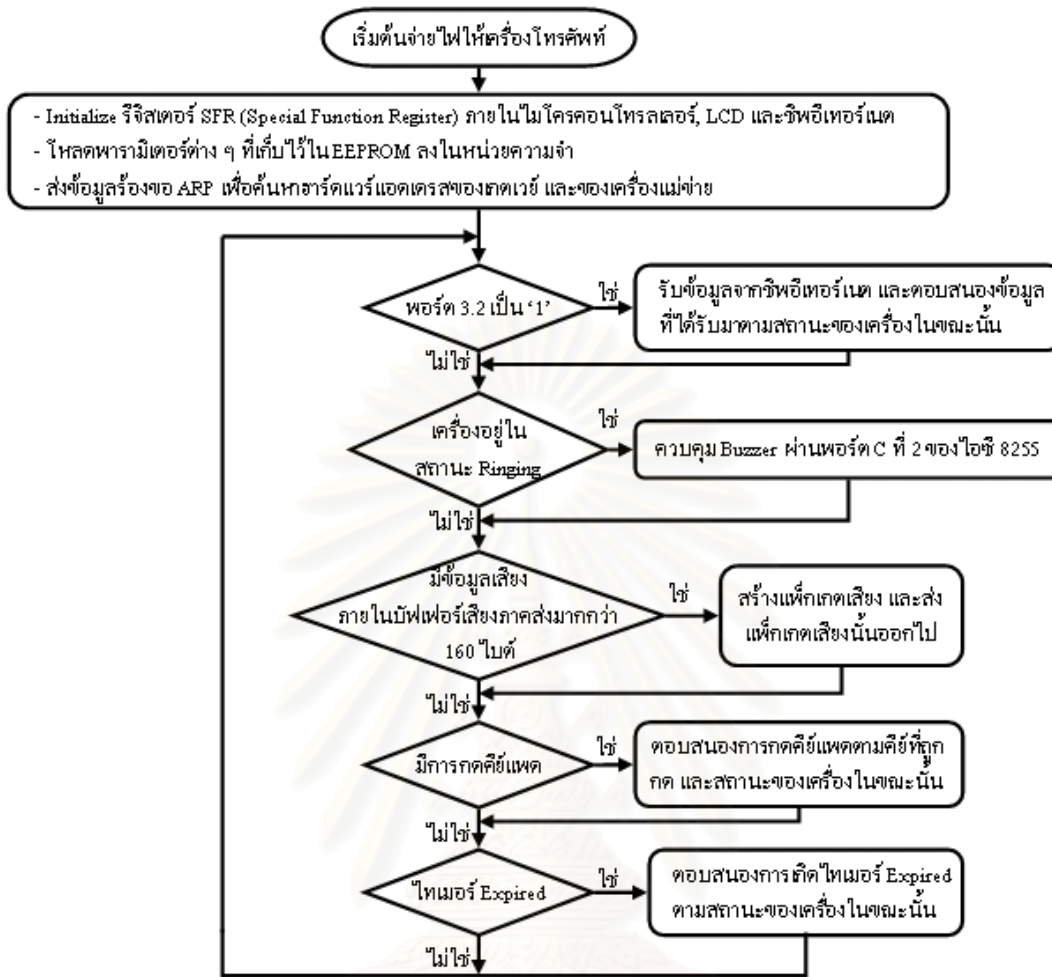 เริ่มต้นจ่ายไฟให้เครื่องโทรศัพท์
- Initialize รีจิสเตอร์ SFR (Special Function Register) ภายในไมโครคอนโทรลเลอร์, LCD และชิพอีเทอร์เนต
- โหลดพารามิเตอร์ต่าง ๆ ที่เก็บไว้ใน EEPROM ลงในหน่วยความจำ
- ส่งข้อมูลร้องขอ ARP เพื่อค้นหาฮาร์ดแวร์แอดเดรสของเกตเวย์ และของเครื่องแม่ข่าย
พอร์ต 3.2 เป็น ‘1’
ใช่
รับข้อมูลจากชิพอีเทอร์เนต และตอบสนองข้อมูล
ที่ได้รับมาตามสถานะของเครื่องในขณะนั้น
ไม่ใช่
เครื่องอยู่ใน
สถานะ Ringing
ใช่
ควบคุม Buzzer ผ่านพอร์ต C ที่ 2 ของไอซี 8255
ไม่ใช่
มีข้อมูลเสียง
ภายในบัฟเฟอร์เสียงภาคส่งมากกว่า
160 ไบต์
ใช่
สร้างแพ็กเกตเสียง และส่ง
แพ็กเกตเสียงนั้นออกไป
ไม่ใช่
มีการกดคีย์แพด
ใช่
ตอบสนองการกดคีย์แพดตามคีย์ที่ถูก
กด และสถานะของเครื่องในขณะนั้น
ไม่ใช่
ไทเมอร์ Expired
ใช่
ตอบสนองการเกิดไทเมอร์ Expired
ตามสถานะของเครื่องในขณะนั้น
ไม่ใช่